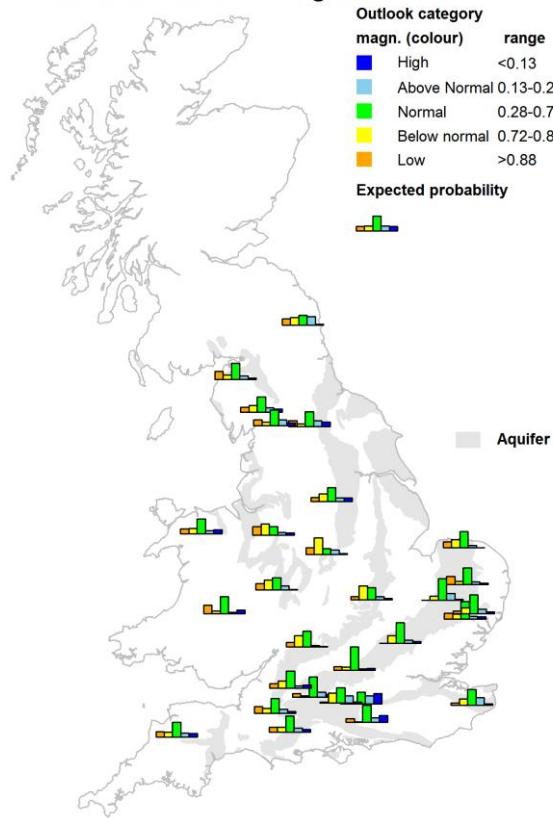 Outlook category
magn. (colour) range
High <0.13
Above Normal 0.13-0.2
Normal 0.28-0.7
Below normal 0.72-0.8
Low >0.88
Expected probability
Aquifer